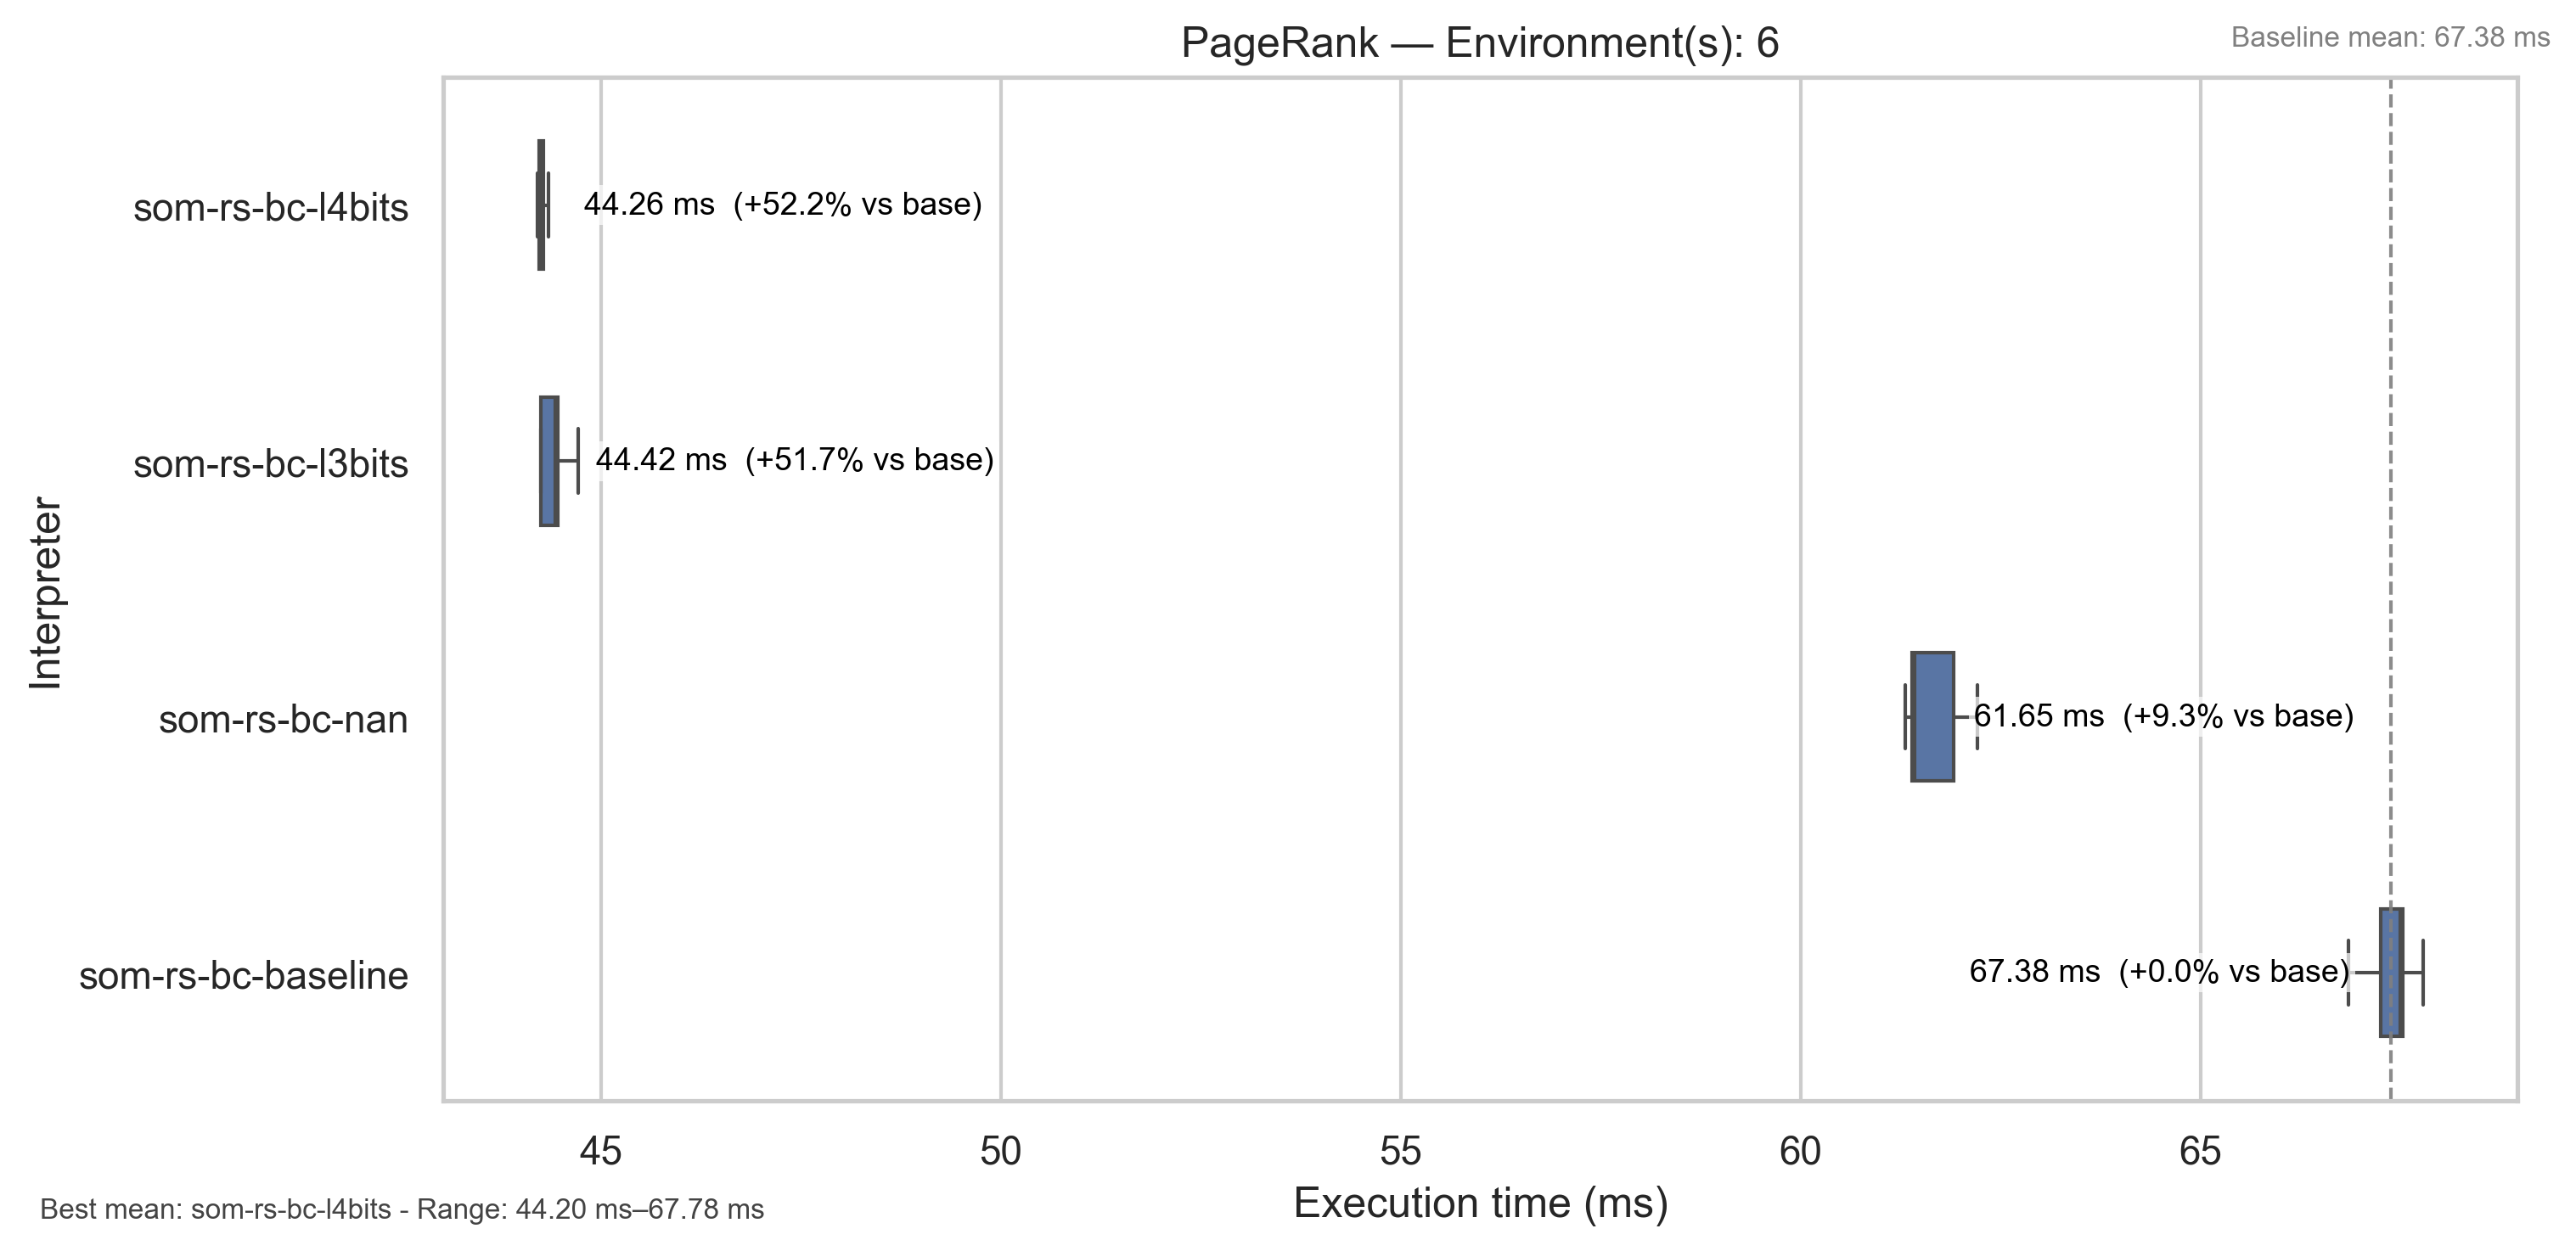 PageRank — Environment(s): 6
Baseline mean: 67.38 ms
Interpreter
som-rs-bc-l4bits
44.26 ms (+52.2% vs base)
som-rs-bc-l3bits
44.42 ms (+51.7% vs base)
som-rs-bc-nan
61.65 ms (+9.3% vs base)
som-rs-bc-baseline
67.38 ms (+0.0% vs base)
45 50 55 60 65
Execution time (ms)
Best mean: som-rs-bc-l4bits - Range: 44.20 ms–67.78 ms